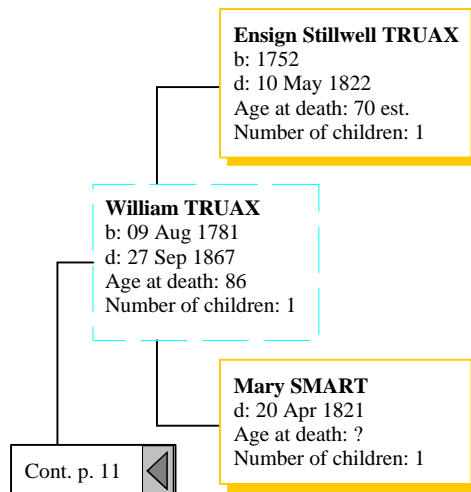 Ensign Stillwell TRUAX
b: 1752
d: 10 May 1822
Age at death: 70 est.
Number of children: 1
William TRUAX
b: 09 Aug 1781
d: 27 Sep 1867
Age at death: 86
Number of children: 1
Mary SMART
d: 20 Apr 1821
Age at death: ?
Number of children: 1
Cont. p. 11